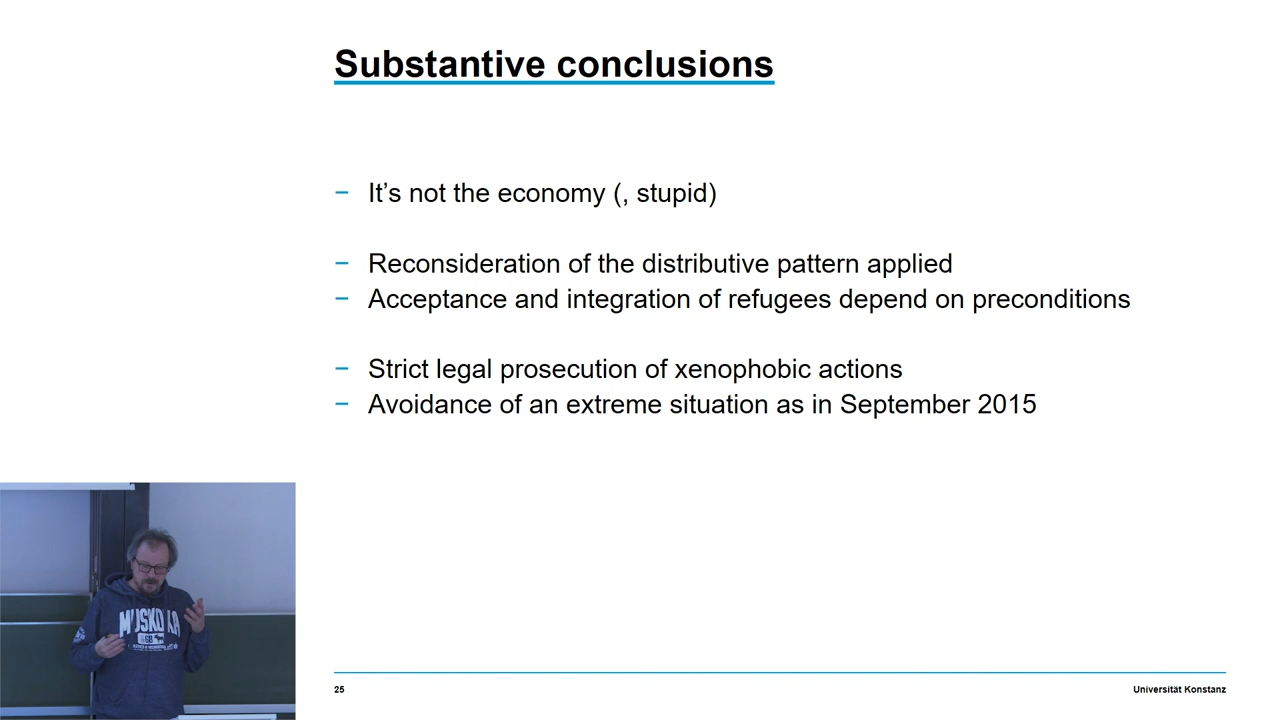 Substantive conclusions
− It’s not the economy (, stupid)
− Reconsideration of the distributive pattern applied
− Acceptance and integration of refugees depend on preconditions
− Strict legal prosecution of xenophobic actions
− Avoidance of an extreme situation as in September 2015
MUSKOKA
25
Universität Konstanz